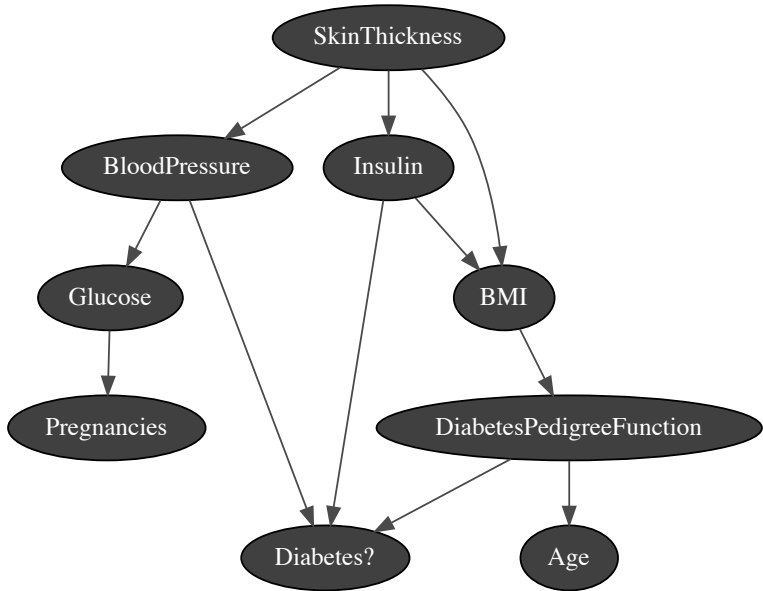 SkinThickness
BloodPressure
Insulin
Glucose
BMI
Pregnancies
DiabetesPedigreeFunction
Diabetes?
Age